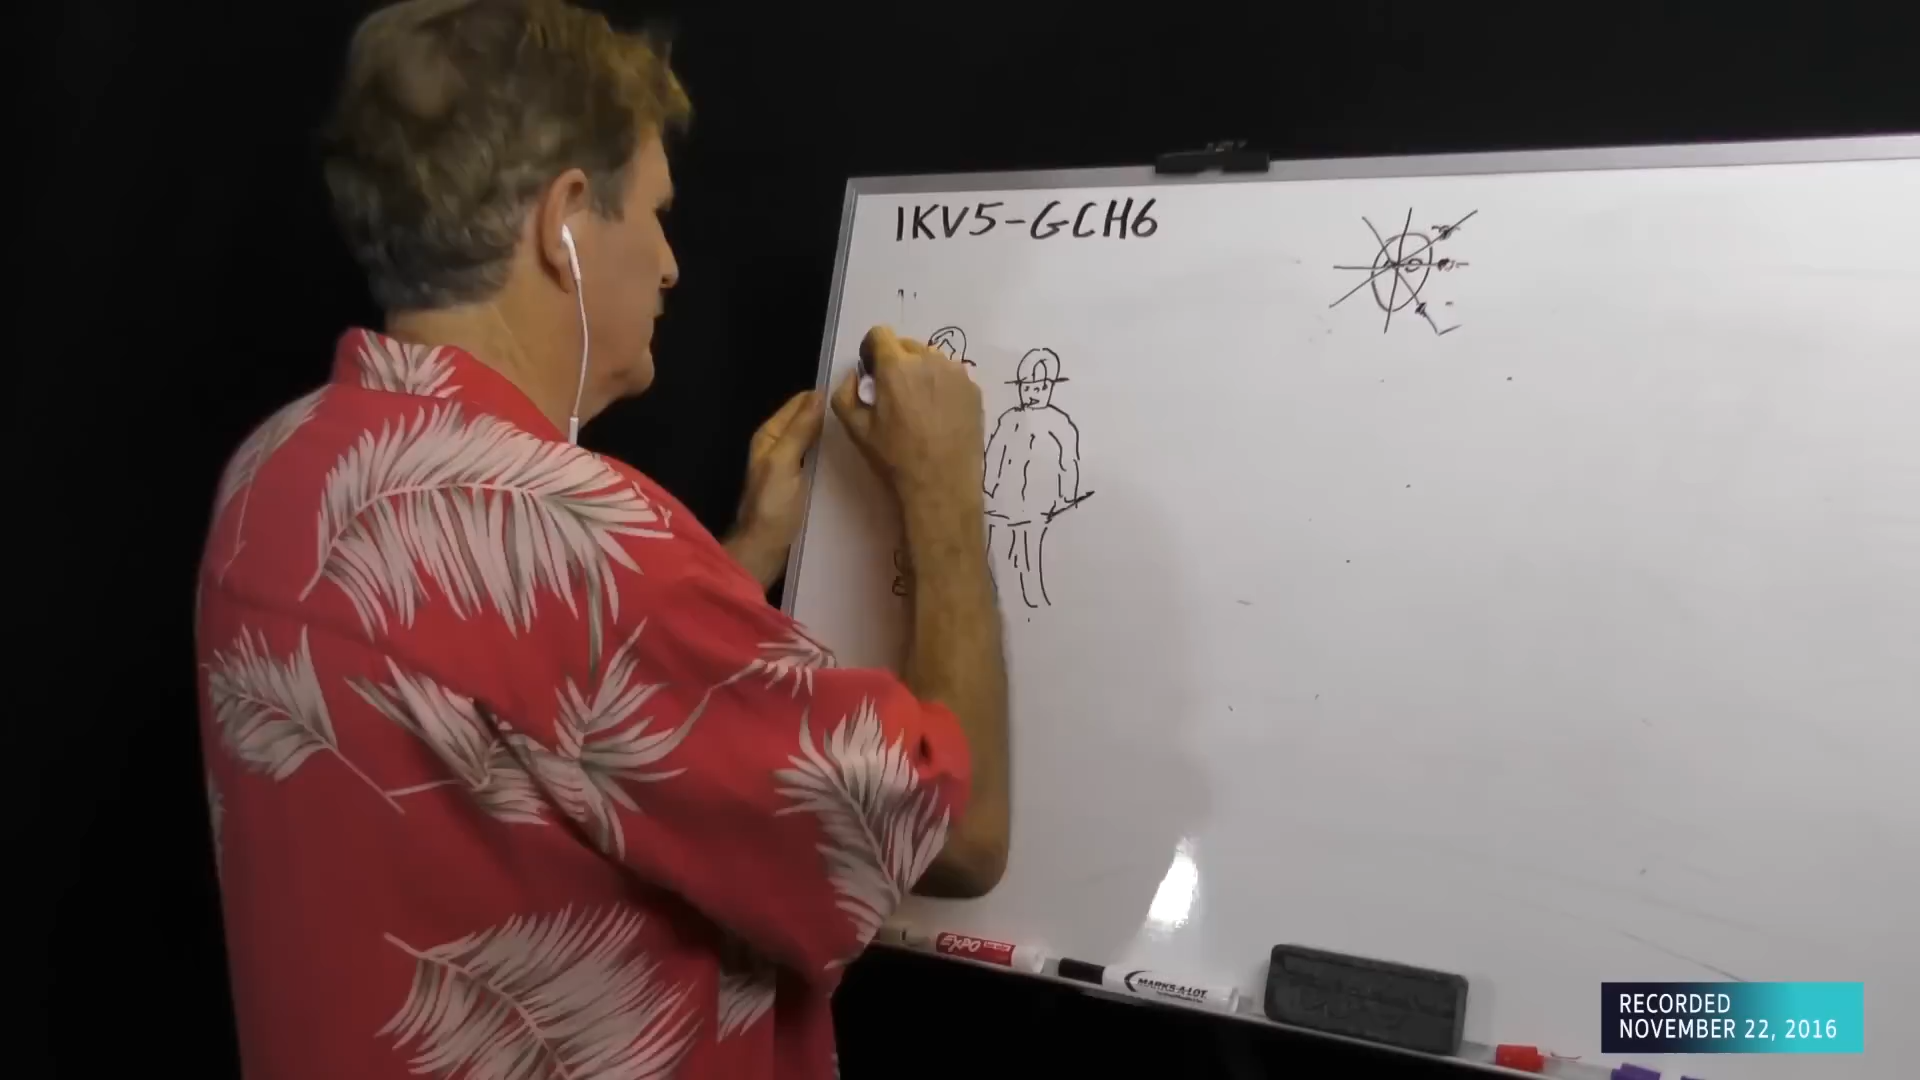 IKV5-GCH6
EXPO
MARKS-A-LOT
RECORDED
NOVEMBER 22, 2016